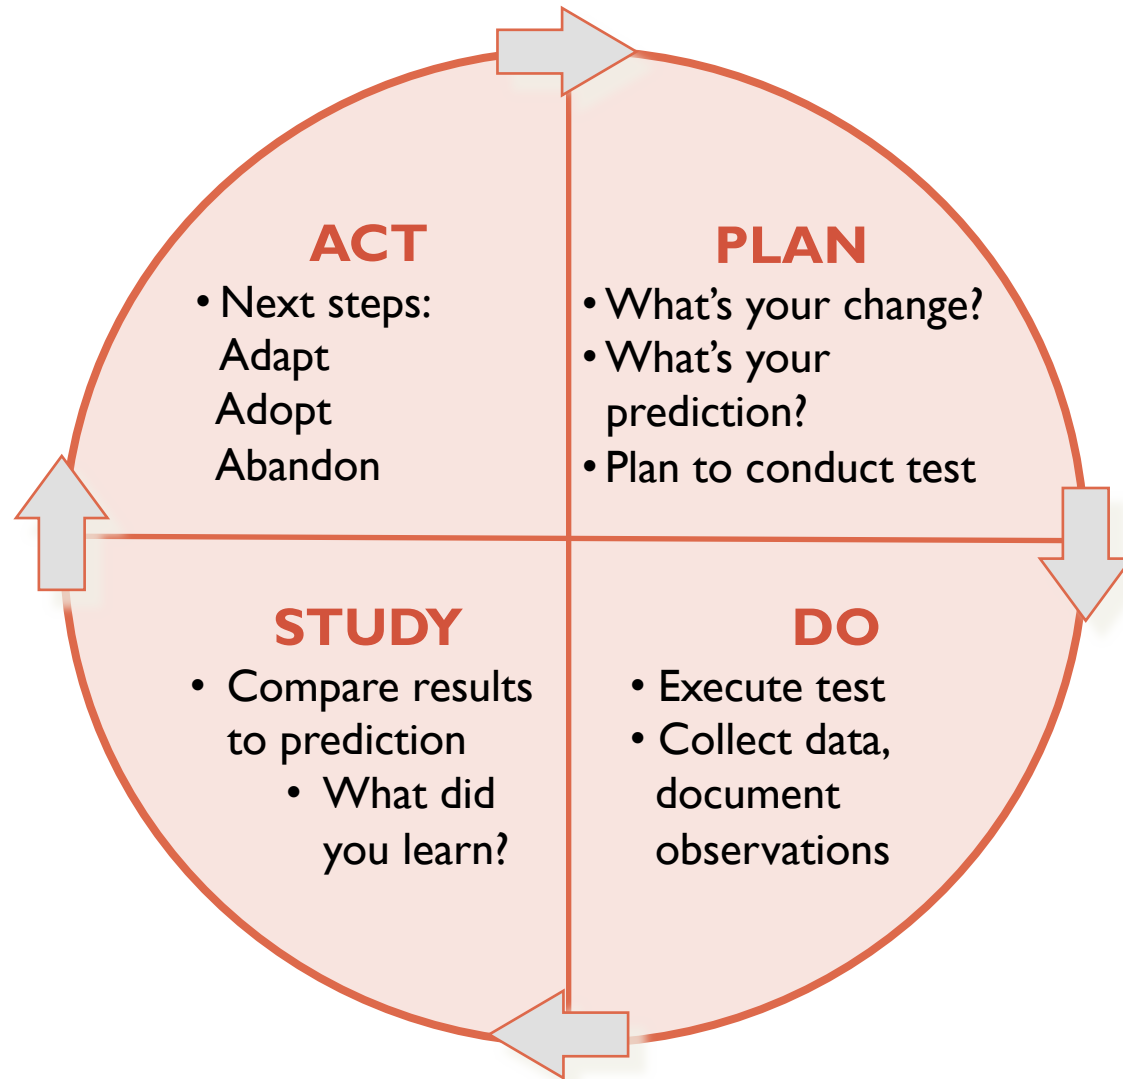 ACT
• Next steps:
Adapt
Adopt
Abandon
PLAN
• What’s your change?
• What’s your
prediction?
• Plan to conduct test
STUDY
• Compare results
to prediction
• What did
you learn?
DO
• Execute test
• Collect data,
document
observations